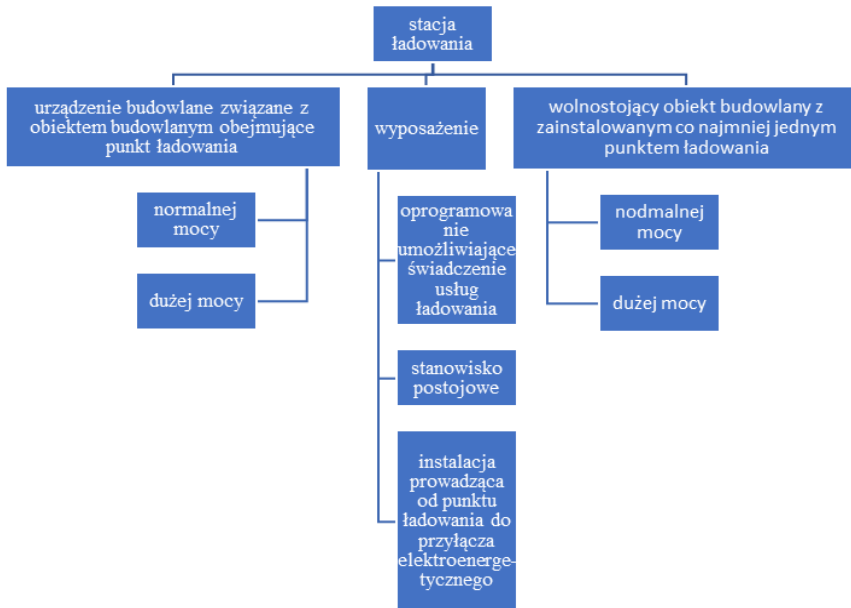 stacja
ładowania
urządzenie budowlane związane z
obiektem budowlanym obejmujące
punkt ładowania
normalnej
mocy
dużej mocy
wyposażenie
oprogramowa
nie
umożliwiające
świadczenie
usług
ładowania
stanowisko
postojowe
instalacja
prowadząca
od punktu
ładowania do
przyłącza
elektroenerge-
tycznego
wolnostojący obiekt budowlany z
zainstalowanym co najmniej jednym
punktem ładowania
nodmalnej
mocy
dużej mocy